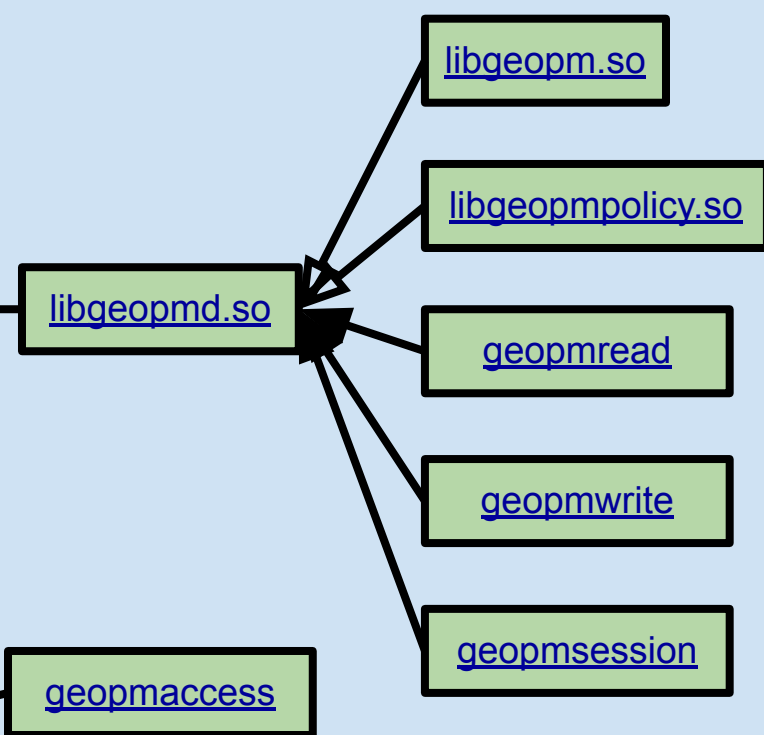 libgeopm.so
libgeopmpolicy.so
libgeopmd.so
geopmread
geopmwrite
geopmsession
geopmaccess